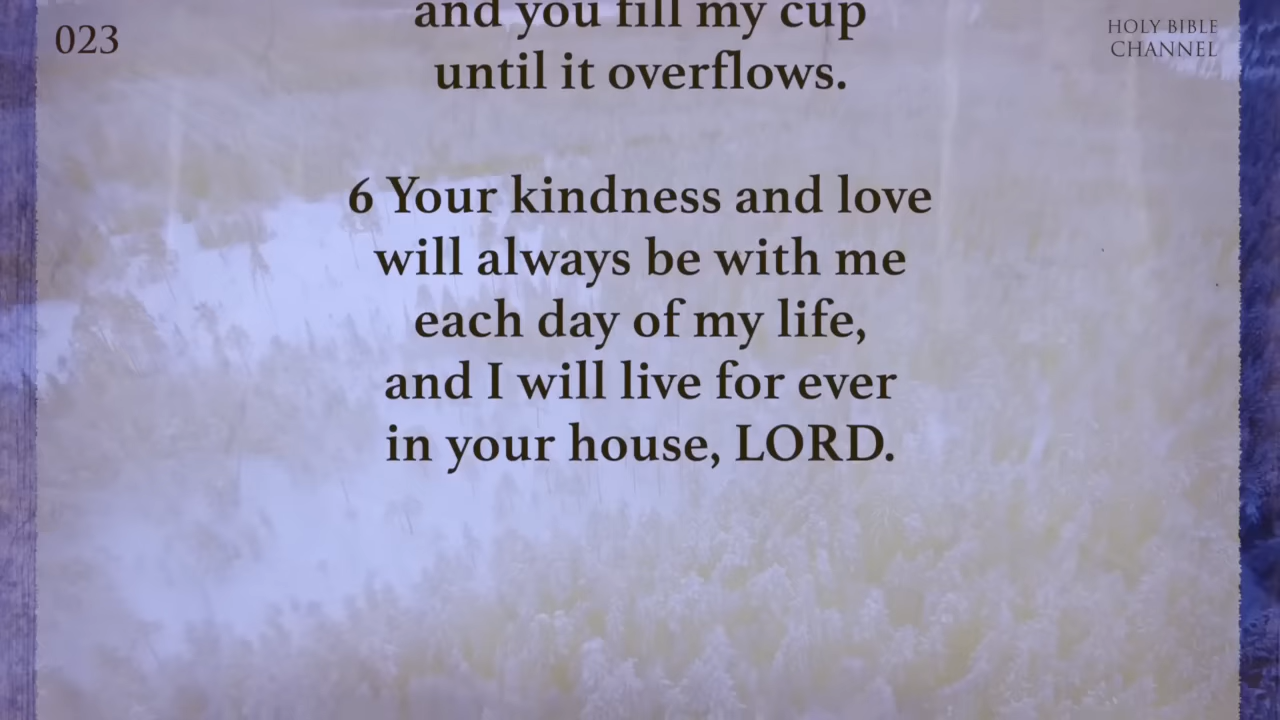 023
HOLY BIBLE
CHANNEL
and you fill my cup
until it overflows.
6 Your kindness and love
will always be with me
each day of my life,
and I will live for ever
in your house, LORD.